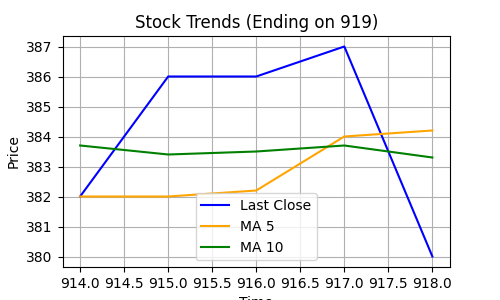 Stock Trends (Ending on 919)
Price
387
386
385
384
383
382
381
380
Last Close
MA 5
MA 10
914.0 914.5 915.0 915.5 916.0 916.5 917.0 917.5 918.0
Time